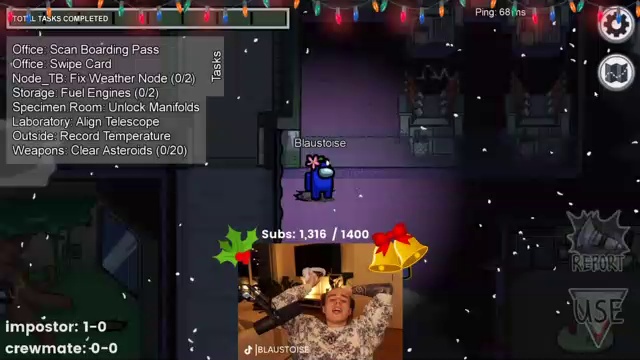 TOTAL TASKS COMPLETED
Ping: 68ms
Office: Scan Boarding Pass
Office: Swipe Card
Node_TB: Fix Weather Node (0/2)
Storage: Fuel Engines (0/2)
Specimen Room: Unlock Manifolds
Laboratory: Align Telescope
Outside: Record Temperature
Weapons: Clear Asteroids (0/20)
Tasks
Blaustoise
Subs: 1,316 / 1400
REPORT
USE
impostor: 1-0
crewmate: 0-0
BLAUSTOISE